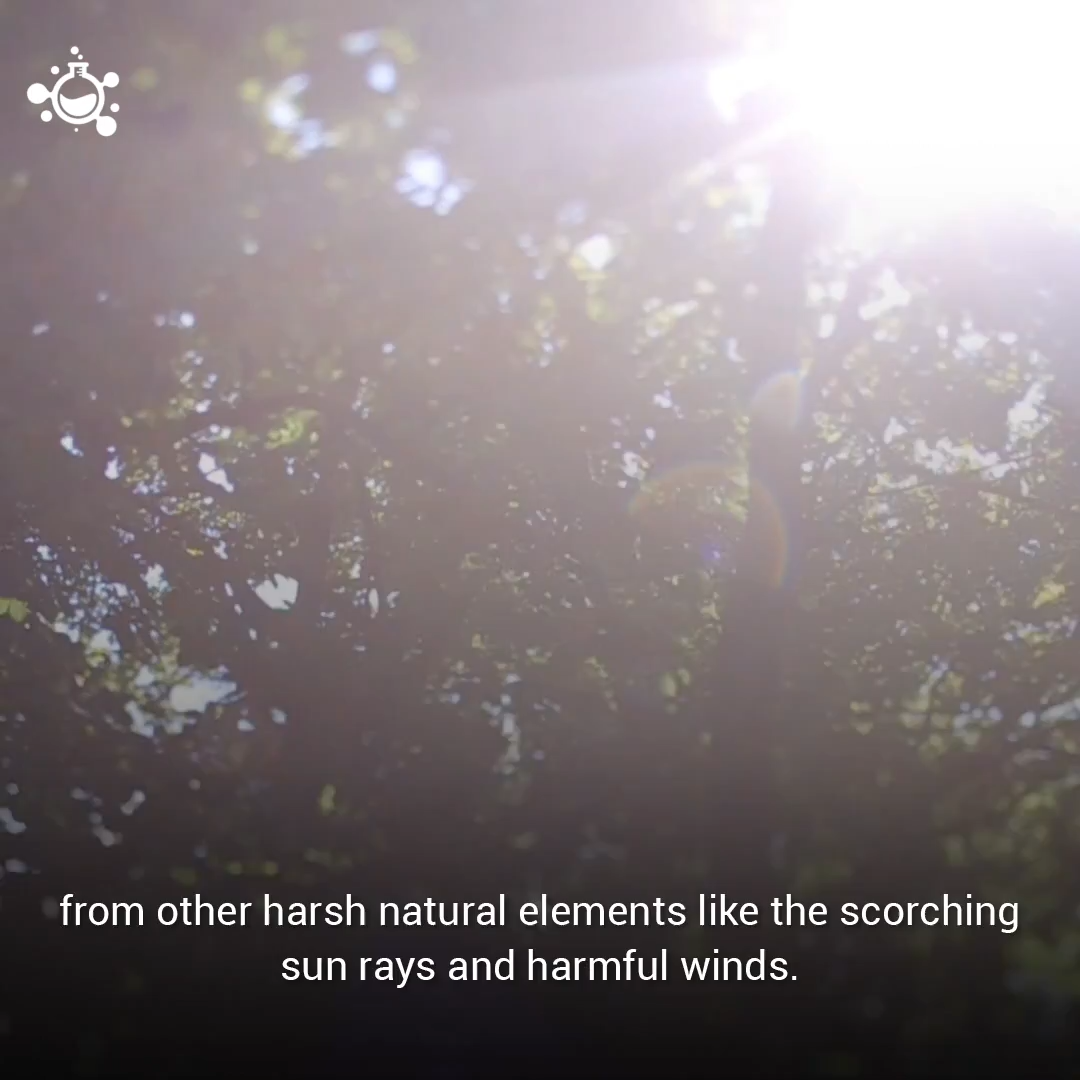 from other harsh natural elements like the scorching
sun rays and harmful winds.